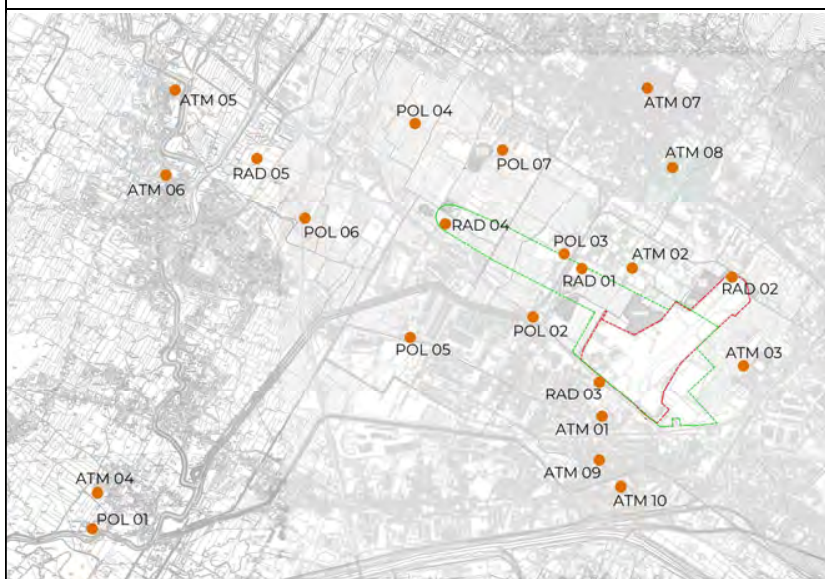 ATM 05
ATM 07
POL 04
POL 07
ATM 08
RAD 05
ATM 06
POL 06
RAD 04
POL 03
ATM 02
RAD 01
RAD 02
POL 02
POL 05
ATM 03
RAD 03
ATM 01
ATM 09
ATM 04
ATM 10
POL 01